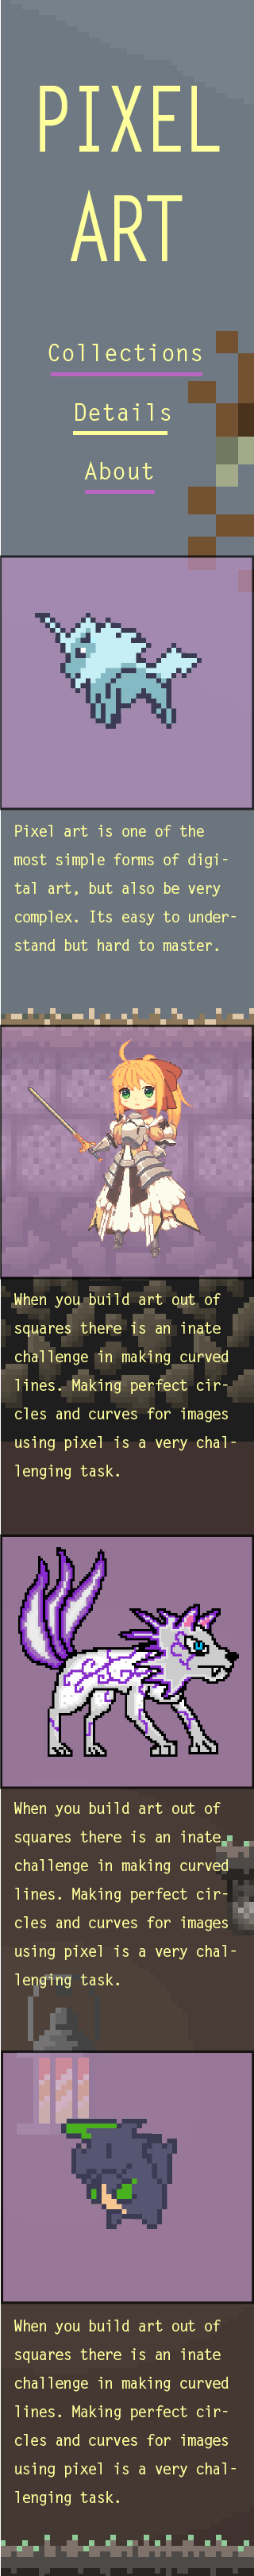 PIXEL
ART
Collections
Details
About
Pixel art is one of the
most simple forms of digi-
tal art, but also be very
complex. Its easy to under-
stand but hard to master.
When you build art out of
squares there is an inate
challenge in making curved
lines. Making perfect cir-
cles and curves for images
using pixel is a very chal-
lenging task.
When you build art out of
squares there is an inate
challenge in making curved
lines. Making perfect cir-
cles and curves for images
using pixel is a very chal-
lenging task.
When you build art out of
squares there is an inate
challenge in making curved
lines. Making perfect cir-
cles and curves for images
using pixel is a very chal-
lenging task.